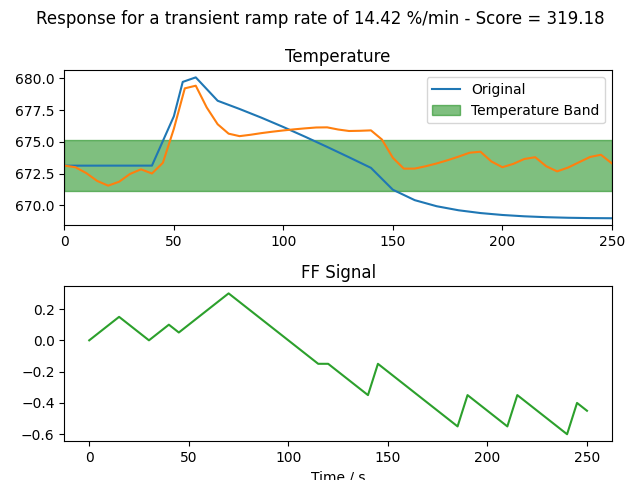 Response for a transient ramp rate of 14.42 %/min - Score = 319.18
Temperature
680.0
677.5
675.0
672.5
670.0
Original
Temperature Band
0 50 100 150 200 250
FF Signal
0.2
0.0
−0.2
−0.4
−0.6
0 50 100 150 200 250
Time / s